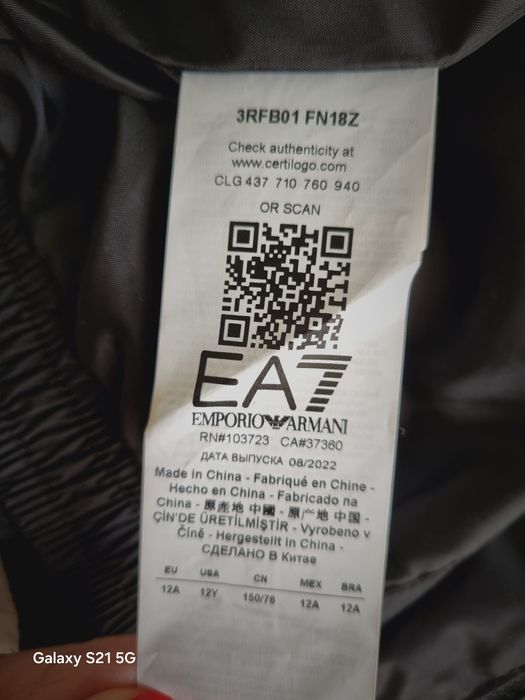 3RFB01 FN18Z
Check authenticity at
www.certilogo.com
CLG 437 710 760 940
OR SCAN
EA7
EMPORIO ARMANI
RN#103723 CA#37360
ДАТА ВЫПУСКА 08/2022
Made in China - Fabriqué en Chine -
Hecho en China - Fabricado na
China - 原産地 中國 - 原产地 中国 -
ÇİN'DE ÜRETİLMİŞTİR - Vyrobeno v
Číně - Hergestellt in China -
СДЕЛАНО В Китае
EU USA CN MEX BRA
12A 12Y 150/76 12A 12A
Galaxy S21 5G